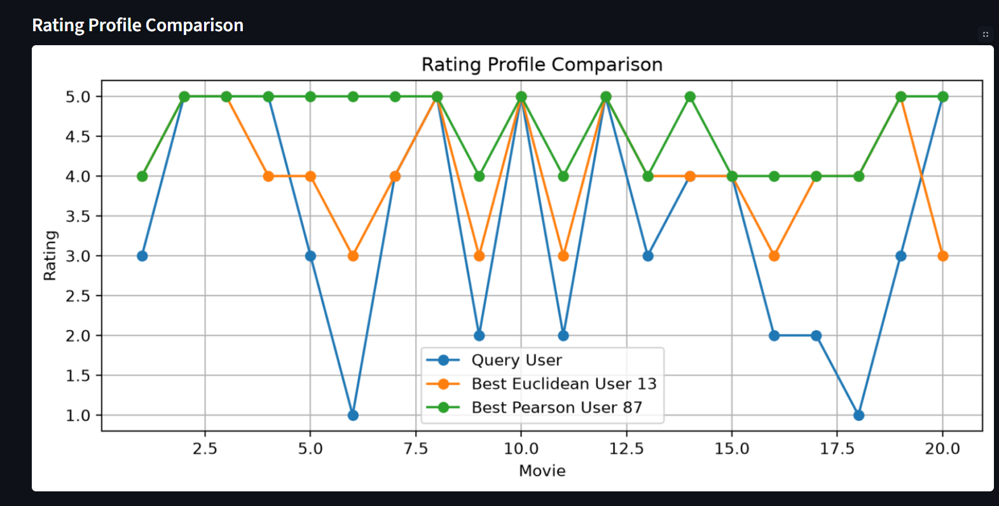 Rating Profile Comparison
Rating Profile Comparison
5.0
4.5
4.0
3.5
3.0
2.5
2.0
1.5
1.0
Rating
Query User
Best Euclidean User 13
Best Pearson User 87
2.5 5.0 7.5 10.0 12.5 15.0 17.5 20.0
Movie